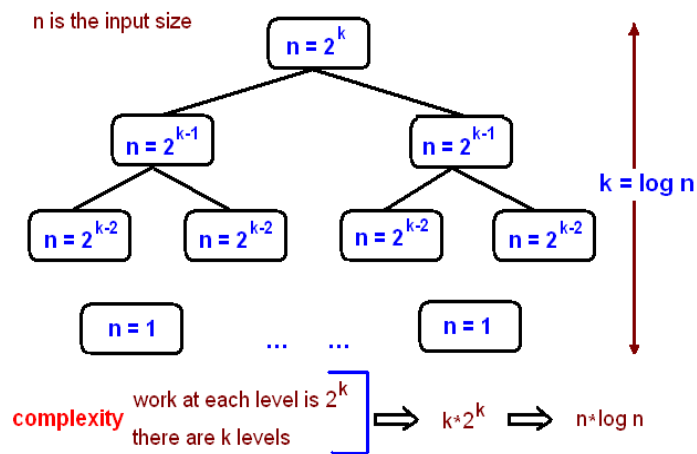 n is the input size
n = 2^k
n = 2^k-1
n = 2^k-1
k = log n
n = 2^k-2
n = 2^k-2
n = 2^k-2
n = 2^k-2
n = 1
... ...
n = 1
work at each level is 2^k
complexity
k*2^k
n*log n
there are k levels